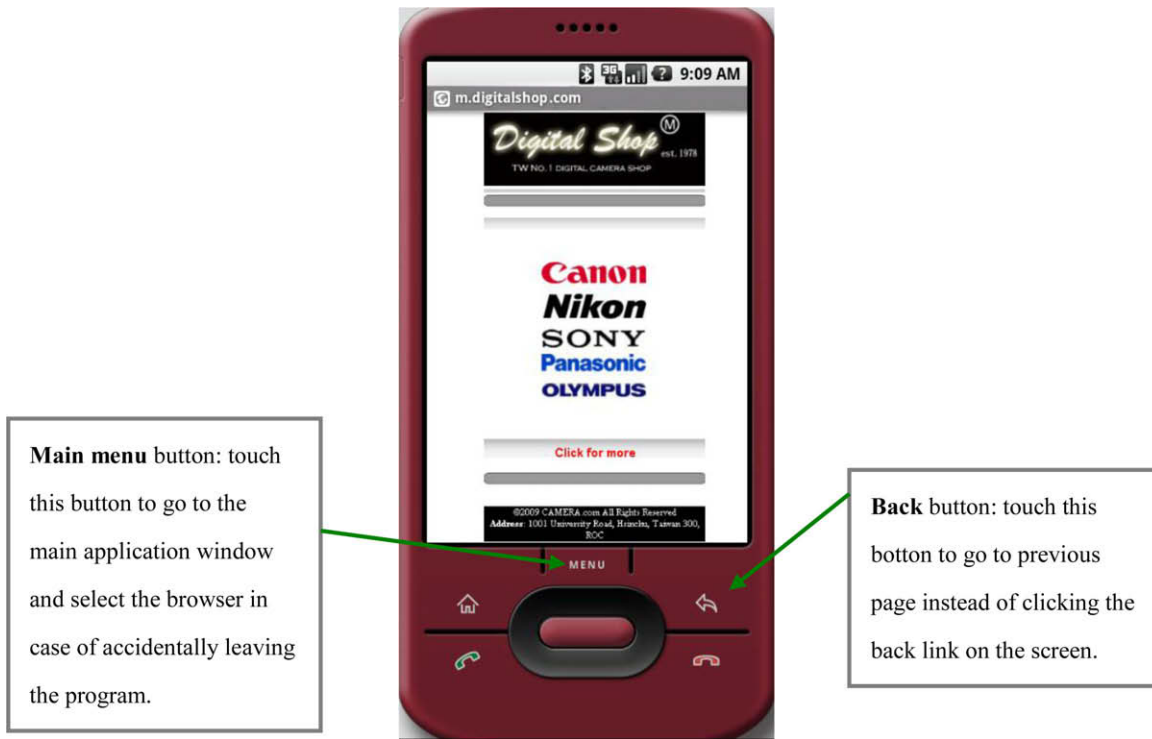 9:09 AM
3G
m.digitalshop.com
Digital Shop
M
est. 1978
TW NO. 1 DIGITAL CAMERA SHOP
Canon
Nikon
SONY
Panasonic
OLYMPUS
Click for more
©2009 CAMERA.com All Rights Reserved
Address: 1001 University Road, Hsinchu, Taiwan 300,
ROC
MENU
Main menu button: touch
this button to go to the
main application window
and select the browser in
case of accidentally leaving
the program.
Back button: touch this
botton to go to previous
page instead of clicking the
back link on the screen.